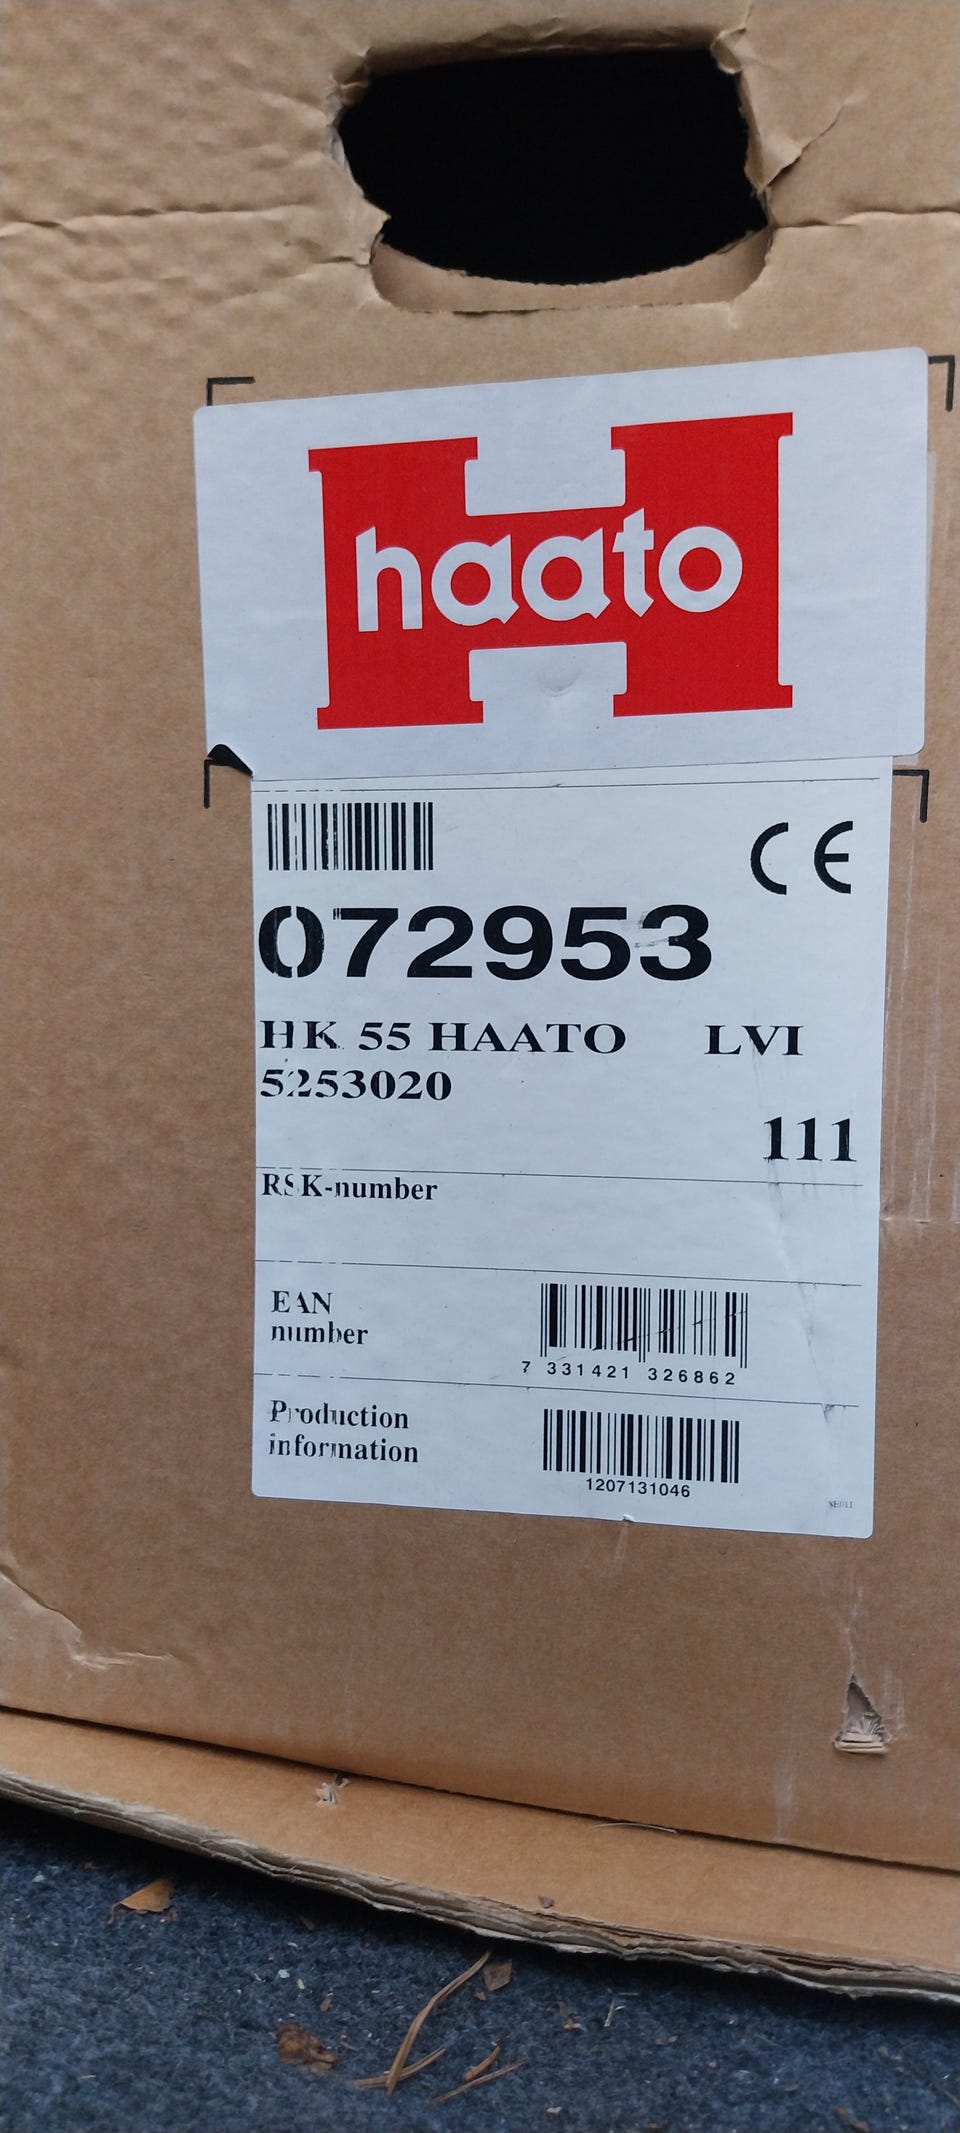 haato
CE
072953
HK 55 HAATO LVI
5253020
111
RSK-number
EAN
number
7 331421 326862
Production
information
1207131046